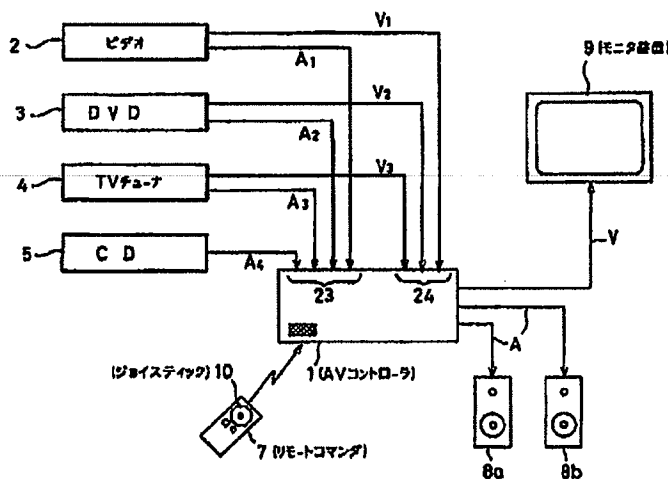 2 ビデオ V1
A1
9(モニタ装置)
3 DVD V2
A2
4 TVチューナ V3
A3
5 CD A4
V
23 24
A
(ジョイスティック)10 1(AVコントローラ)
7(リモートコマンダ)
8a 8b